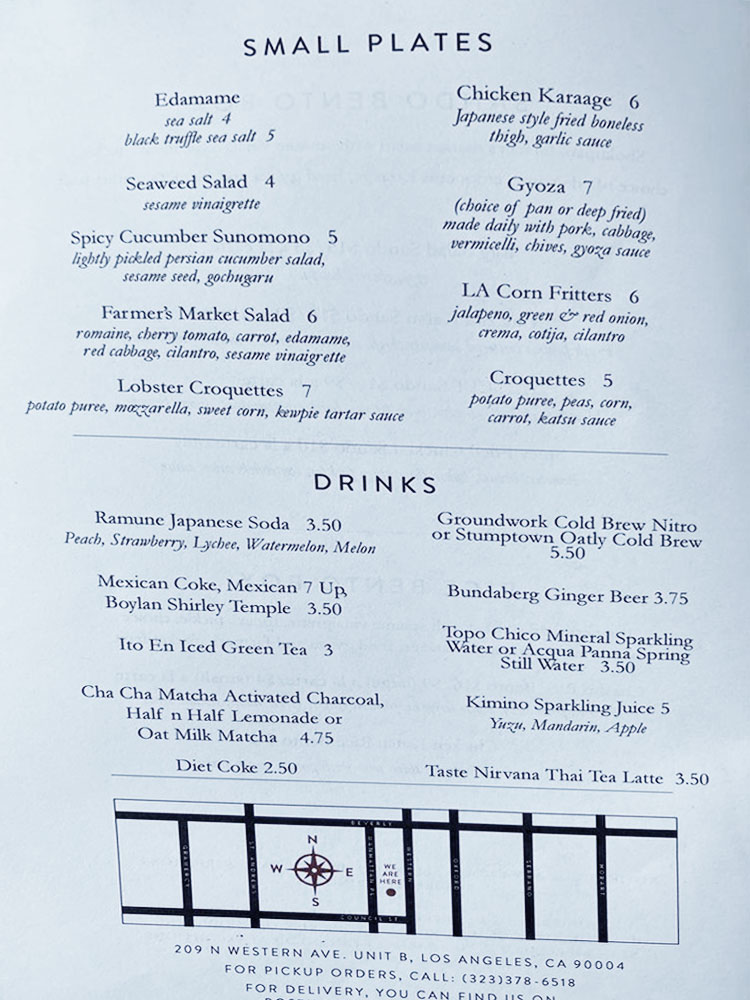 SMALL PLATES
Edamame
sea salt 4
black truffle sea salt 5
Seaweed Salad 4
sesame vinaigrette
Spicy Cucumber Sunomono 5
lightly pickled persian cucumber salad,
sesame seed, gochugaru
Farmer's Market Salad 6
romaine, cherry tomato, carrot, edamame,
red cabbage, cilantro, sesame vinaigrette
Lobster Croquettes 7
potato puree, mozzarella, sweet corn, kewpie tartar sauce
Chicken Karaage 6
Japanese style fried boneless
thigh, garlic sauce
Gyoza 7
(choice of pan or deep fried)
made daily with pork, cabbage,
vermicelli, chives, gyoza sauce
LA Corn Fritters 6
jalapeno, green & red onion,
crema, cotija, cilantro
Croquettes 5
potato puree, peas, corn,
carrot, katsu sauce
DRINKS
Ramune Japanese Soda 3.50
Peach, Strawberry, Lychee, Watermelon, Melon
Mexican Coke, Mexican 7 Up,
Boylan Shirley Temple 3.50
Ito En Iced Green Tea 3
Cha Cha Matcha Activated Charcoal,
Half n Half Lemonade or
Oat Milk Matcha 4.75
Diet Coke 2.50
Groundwork Cold Brew Nitro
or Stumptown Oatly Cold Brew
5.50
Bundaberg Ginger Beer 3.75
Topo Chico Mineral Sparkling
Water or Acqua Panna Spring
Still Water 3.50
Kimino Sparkling Juice 5
Yuzu, Mandarin, Apple
Taste Nirvana Thai Tea Latte 3.50
BEVERLY
GRAMERCY
ST ANDREWS
N
W
E
S
MANHATTAN PL
WE
ARE
HERE
WESTERN
OXFORD
SERRANO
HOBART
COUNCIL ST
209 N WESTERN AVE. UNIT B, LOS ANGELES, CA 90004
FOR PICKUP ORDERS, CALL: (323)378-6518
FOR DELIVERY, YOU CAN FIND US ON